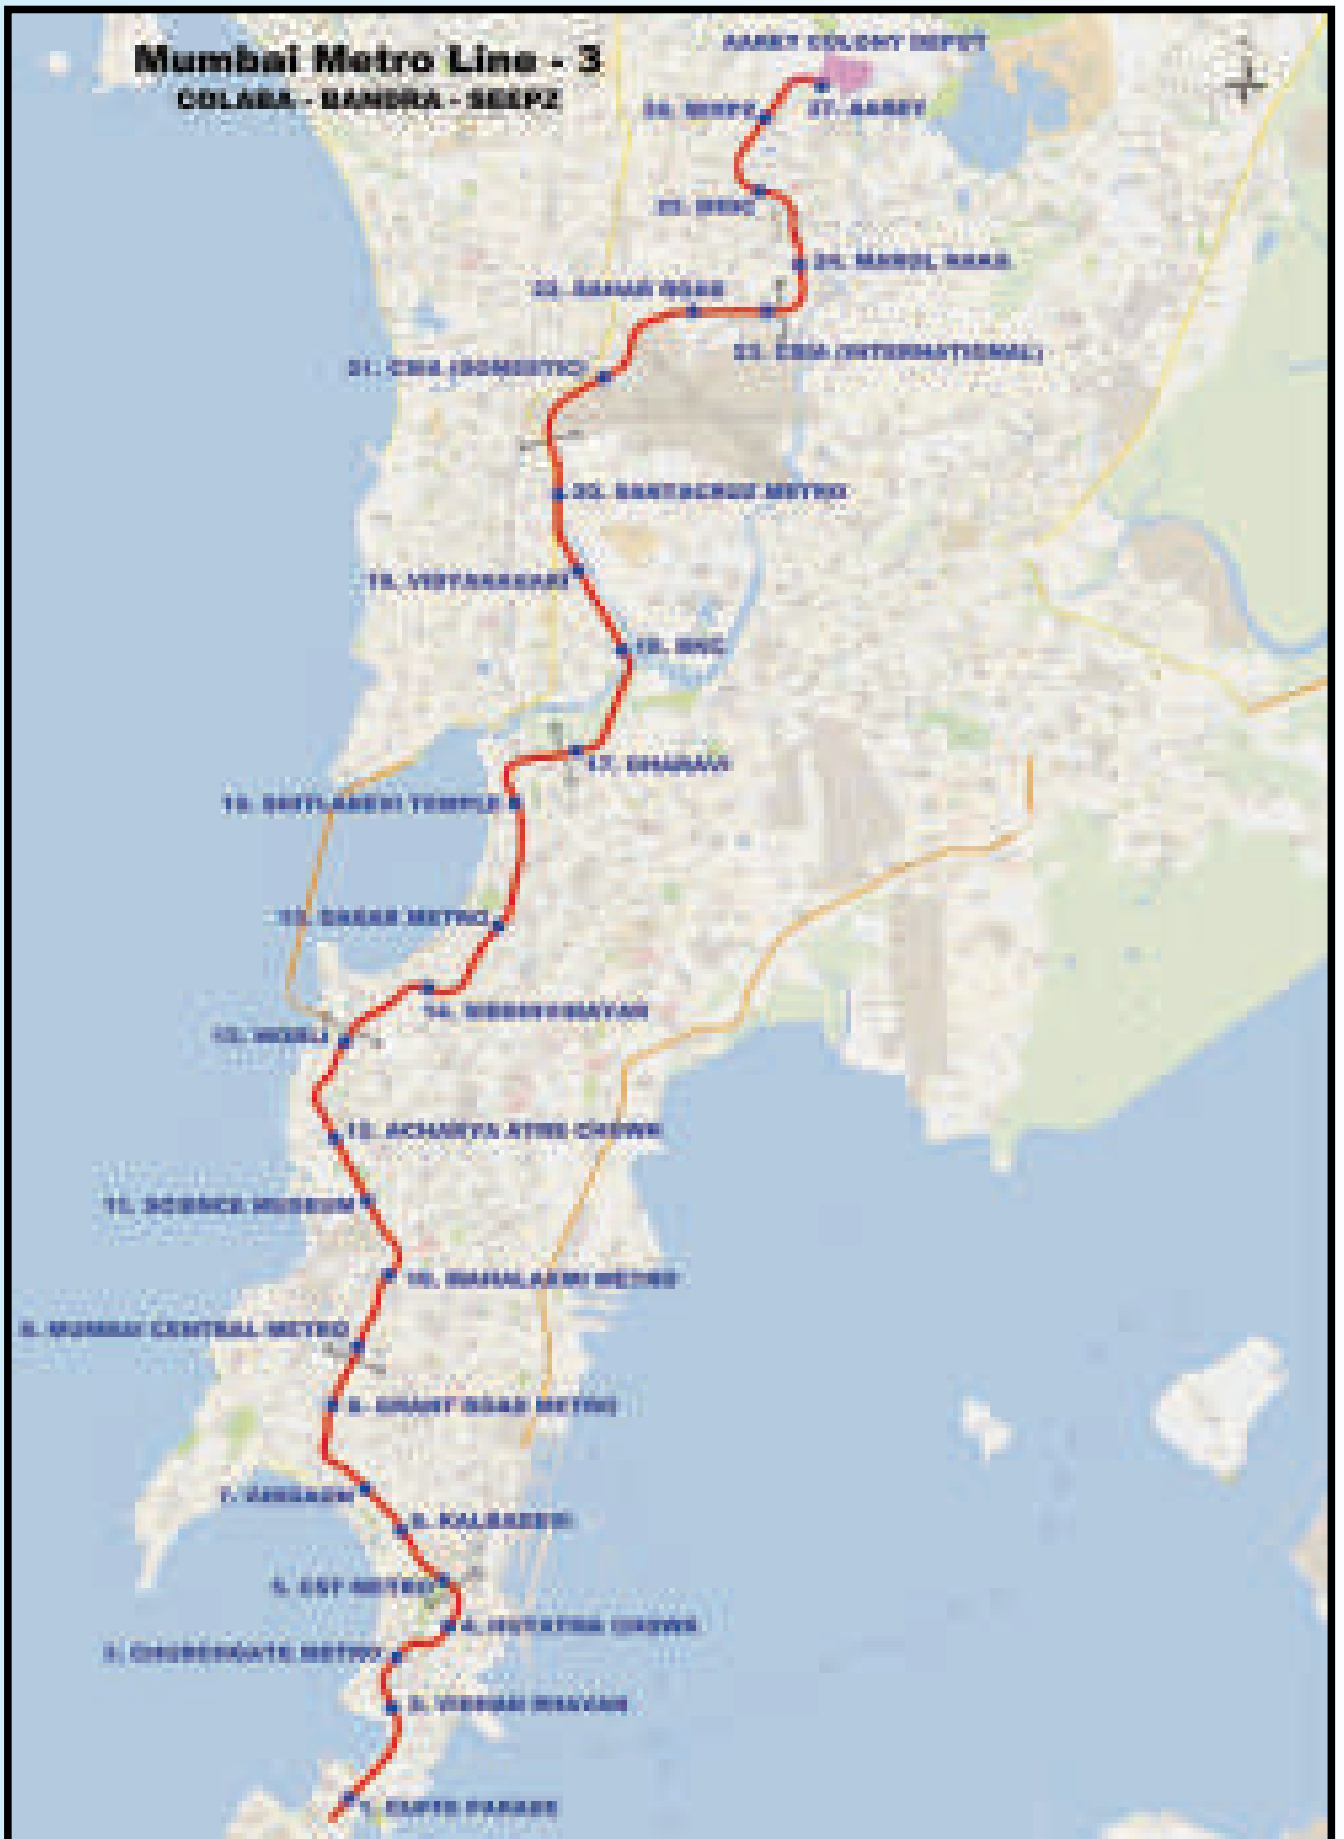 Mumbai Metro Line - 3
COLABA - BANDRA - SEEPZ
AAREY COLONY DEPOT
27. AAREY
26. SEEPZ
25. MIDC
24. MAROL NAKA
22. SAHAR ROAD
23. CSIA (INTERNATIONAL)
21. CSIA (DOMESTIC)
20. SANTACRUZ METRO
19. VIDYANAGARI
18. BKC
17. DHARAVI
16. SHITLADEVI TEMPLE
15. DADAR METRO
14. SIDDHIVINAYAK
13. WORLI
12. ACHARYA ATRE CHOWK
11. SCIENCE MUSEUM
10. MAHALAXMI METRO
9. MUMBAI CENTRAL METRO
8. GRANT ROAD METRO
7. GIRGAON
6. KALBADEVI
5. CST METRO
4. HUTATMA CHOWK
3. CHURCHGATE METRO
2. VIDHAN BHAVAN
1. CUFFE PARADE